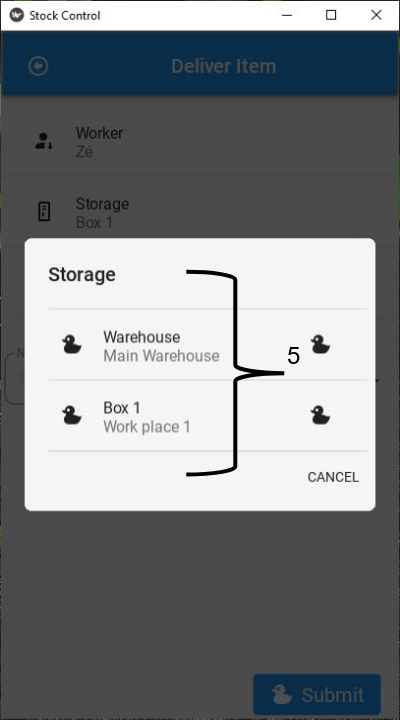 Stock Control
Deliver Item
Worker
Zé
Storage
Box 1
Storage
Warehouse
Main Warehouse
5
Box 1
Work place 1
CANCEL
Submit